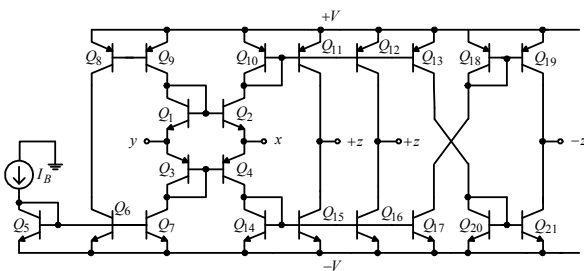 +V
Q8 Q9 Q10 Q11 Q12 Q13 Q18 Q19
Q1 Q2
y x +z +z −z
Q3 Q4
IB
Q5 Q6 Q7 Q14 Q15 Q16 Q17 Q20 Q21
−V